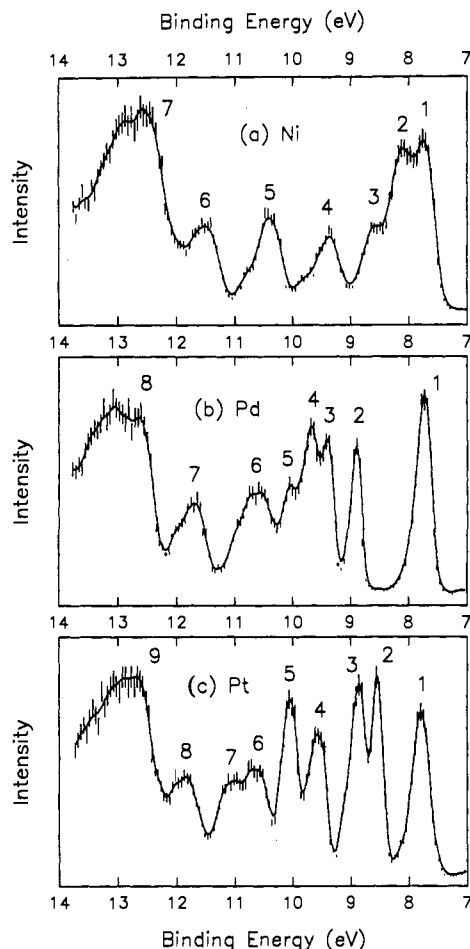 Binding Energy (eV)
14 13 12 11 10 9 8 7
Intensity
(a) Ni
7 6 5 4 3 2 1
14 13 12 11 10 9 8 7
Intensity
(b) Pd
8 7 6 5 4 3 2 1
14 13 12 11 10 9 8 7
Intensity
(c) Pt
9 8 7 6 5 4 3 2 1
14 13 12 11 10 9 8 7
Binding Energy (eV)